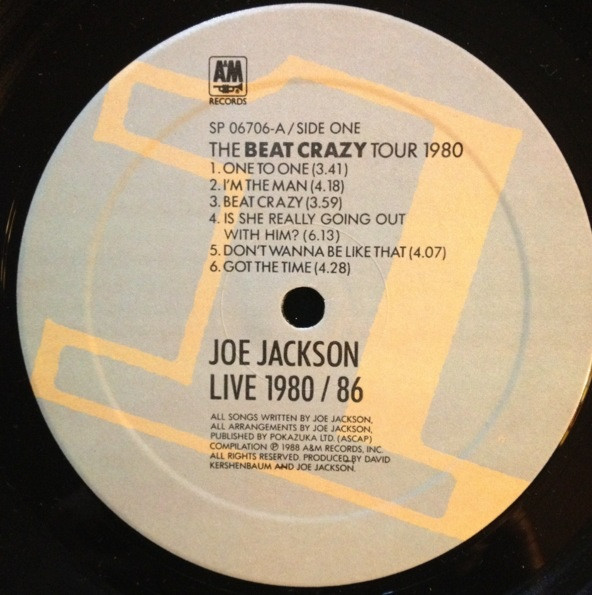 A&M
RECORDS
SP 06706-A / SIDE ONE
THE BEAT CRAZY TOUR 1980
1. ONE TO ONE (3.41)
2. I'M THE MAN (4.18)
3. BEAT CRAZY (3.59)
4. IS SHE REALLY GOING OUT
WITH HIM? (6.13)
5. DON'T WANNA BE LIKE THAT (4.07)
6. GOT THE TIME (4.28)
JOE JACKSON
LIVE 1980 / 86
ALL SONGS WRITTEN BY JOE JACKSON,
ALL ARRANGEMENTS BY JOE JACKSON,
PUBLISHED BY POKAZUKA LTD. (ASCAP)
COMPILATION ℗ 1988 A&M RECORDS, INC.
ALL RIGHTS RESERVED. PRODUCED BY DAVID
KERSHENBAUM AND JOE JACKSON.